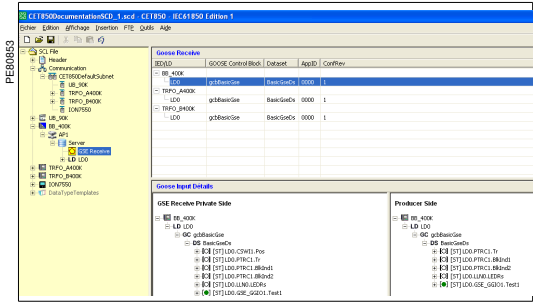 CET850DocumentationSCD_1.scd - CET850 - IEC61850 Edition 1
Fichier Edition Affichage Insertion PTE Outils Aide
PE80853
SCL File
Header
Communication
CET850DefaultSubnet
UB_90K
TRFO_A400K
TRFO_B400K
ION7550
UB_90K
BB_400K
AP1
Server
GSE Receive
LD LD0
TRFO_A400K
TRFO_B400K
ION7550
DataTypeTemplates
Goose Receive
IED/LD GOOSE Control Block Dataset AppID ConfRev
BB_400K
LD0 gcbBasicGse BasicGseDs 0000 1
TRFO_A400K
LD0 gcbBasicGse BasicGseDs 0000 1
TRFO_B400K
LD0 gcbBasicGse BasicGseDs 0000 1
Goose Input Détails
GSE Receive Private Side
BB_400K
LD LD0
GC gcbBasicGse
DS BasicGseDs
[ST] LD0.CSWI1.Pos
[ST] LD0.PTRC1.Tr
[ST] LD0.PTRC1.BlkInd1
[ST] LD0.PTRC1.BlkInd2
[ST] LD0.LLN0.LEDRs
[ST] LD0.GSE_GGIO1.Test1
Producer Side
BB_400K
LD LD0
GC gcbBasicGse
DS BasicGseDs
[ST] LD0.PTRC1.Tr
[ST] LD0.PTRC1.BlkInd1
[ST] LD0.PTRC1.BlkInd2
[ST] LD0.LLN0.LEDRs
[ST] LD0.GSE_GGIO1.Test1